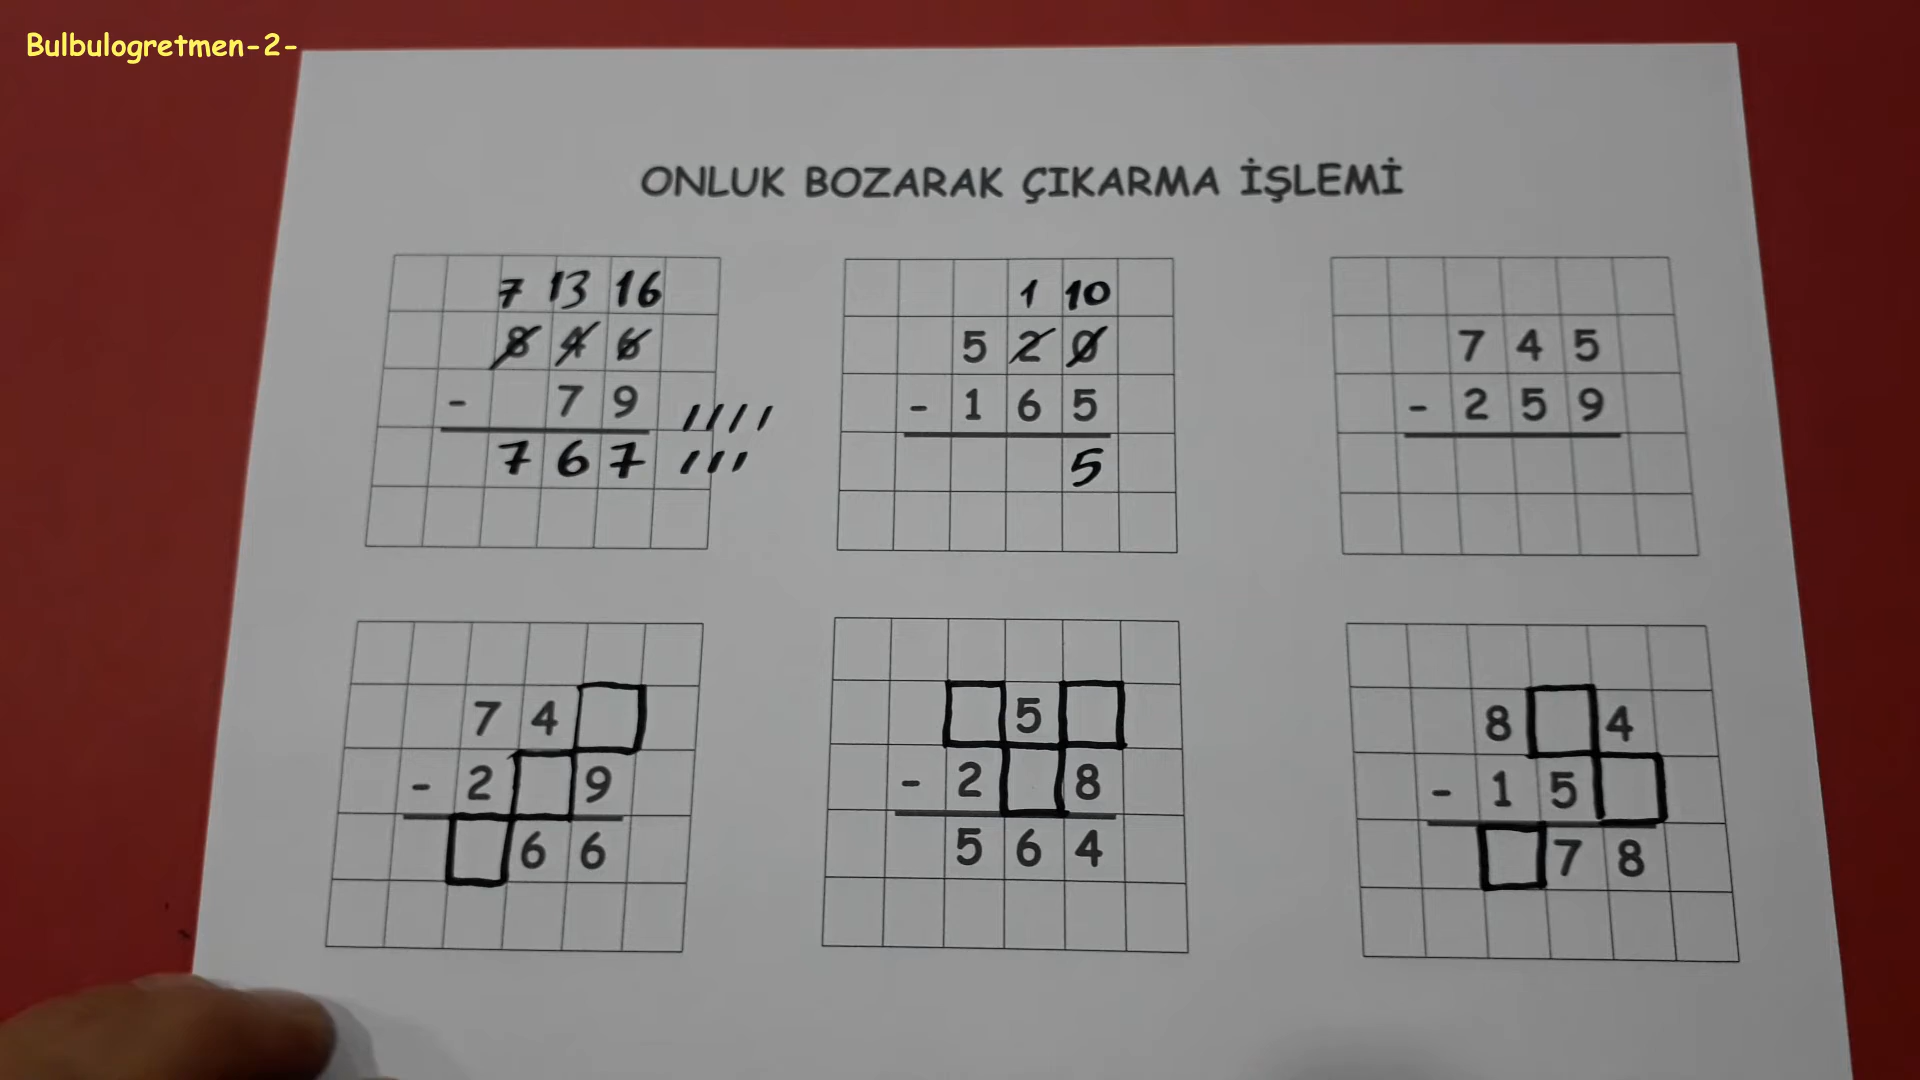 Bulbulogretmen-2-
ONLUK BOZARAK ÇIKARMA İŞLEMİ
7 13 16
8 4 6
- 7 9
7 6 7
1 10
5 2 0
- 1 6 5
5
7 4 5
- 2 5 9
7 4
- 2 9
6 6
5
- 2 8
5 6 4
8 4
- 1 5
7 8